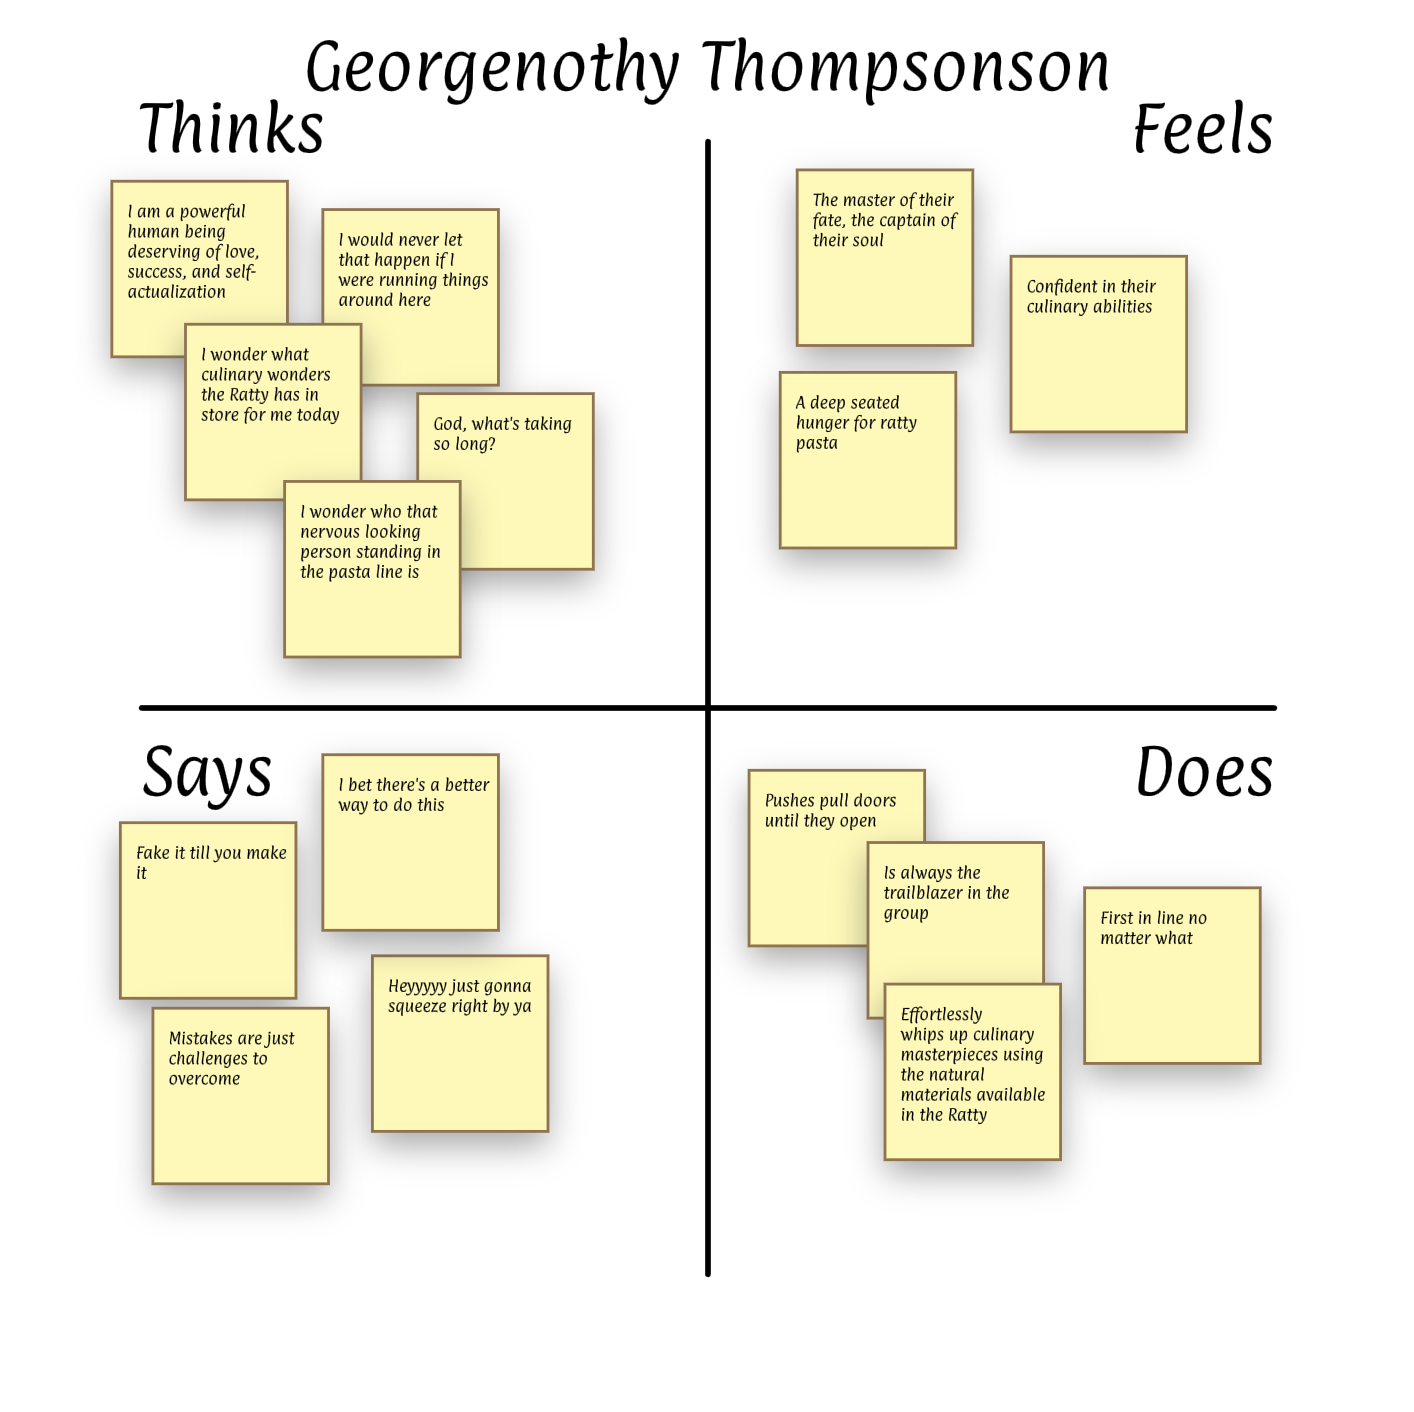 Georgenothy Thompsonson
Thinks
I am a powerful
human being
deserving of love,
success, and self-
actualization
I would never let
that happen if I
were running things
around here
I wonder what
culinary wonders
the Ratty has in
store for me today
God, what's taking
so long?
I wonder who that
nervous looking
person standing in
the pasta line is
Feels
The master of their
fate, the captain of
their soul
Confident in their
culinary abilities
A deep seated
hunger for ratty
pasta
Says
I bet there's a better
way to do this
Fake it till you make
it
Heyyyyy just gonna
squeeze right by ya
Mistakes are just
challenges to
overcome
Does
Pushes pull doors
until they open
Is always the
trailblazer in the
group
First in line no
matter what
Effortlessly
whips up culinary
masterpieces using
the natural
materials available
in the Ratty